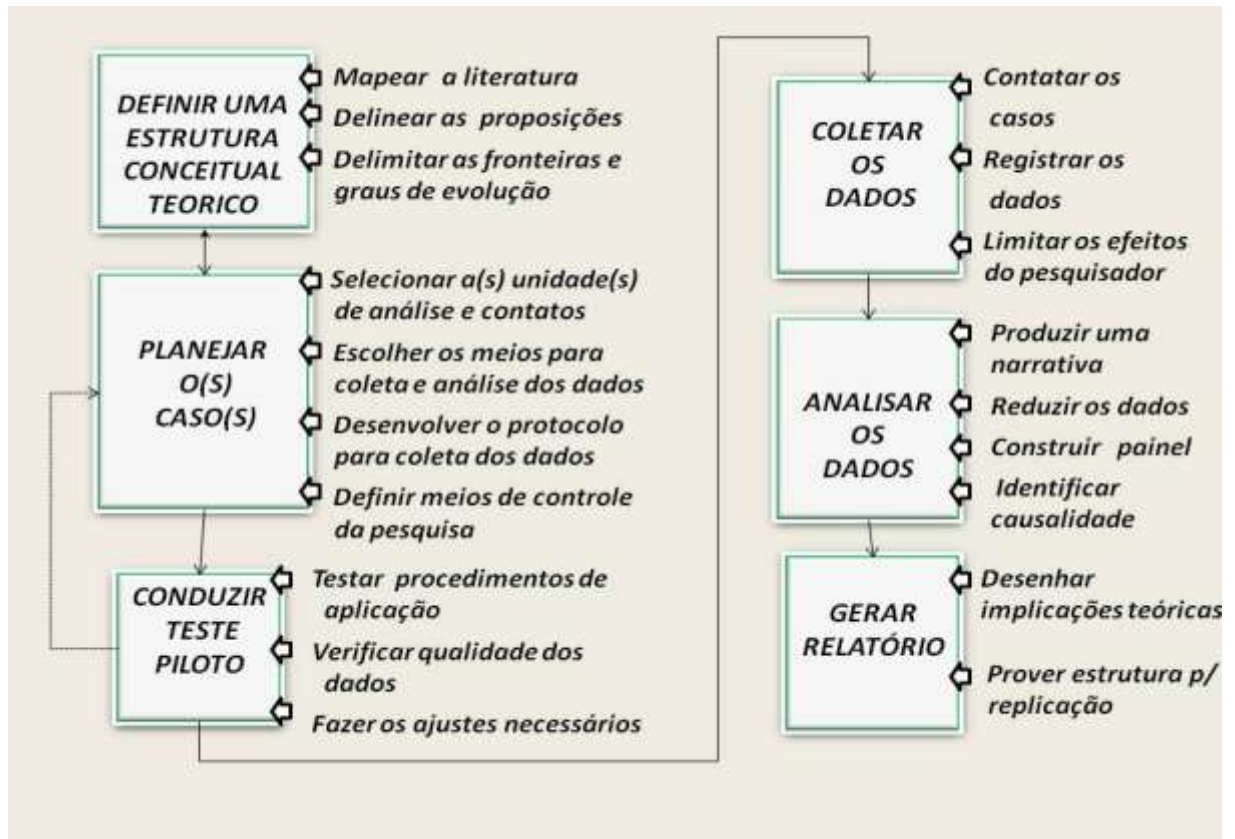 DEFINIR UMA
ESTRUTURA
CONCEITUAL
TEORICO
Mapear a literatura
Delinear as proposições
Delimitar as fronteiras e
graus de evolução
PLANEJAR
O(S)
CASO(S)
Selecionar a(s) unidade(s)
de análise e contatos
Escolher os meios para
coleta e análise dos dados
Desenvolver o protocolo
para coleta dos dados
Definir meios de controle
da pesquisa
CONDUZIR
TESTE
PILOTO
Testar procedimentos de
aplicação
Verificar qualidade dos
dados
Fazer os ajustes necessários
COLETAR
OS
DADOS
Contatar os
casos
Registrar os
dados
Limitar os efeitos
do pesquisador
ANALISAR
OS
DADOS
Produzir uma
narrativa
Reduzir os dados
Construir painel
Identificar
causalidade
GERAR
RELATÓRIO
Desenhar
implicações teóricas
Prover estrutura p/
replicação